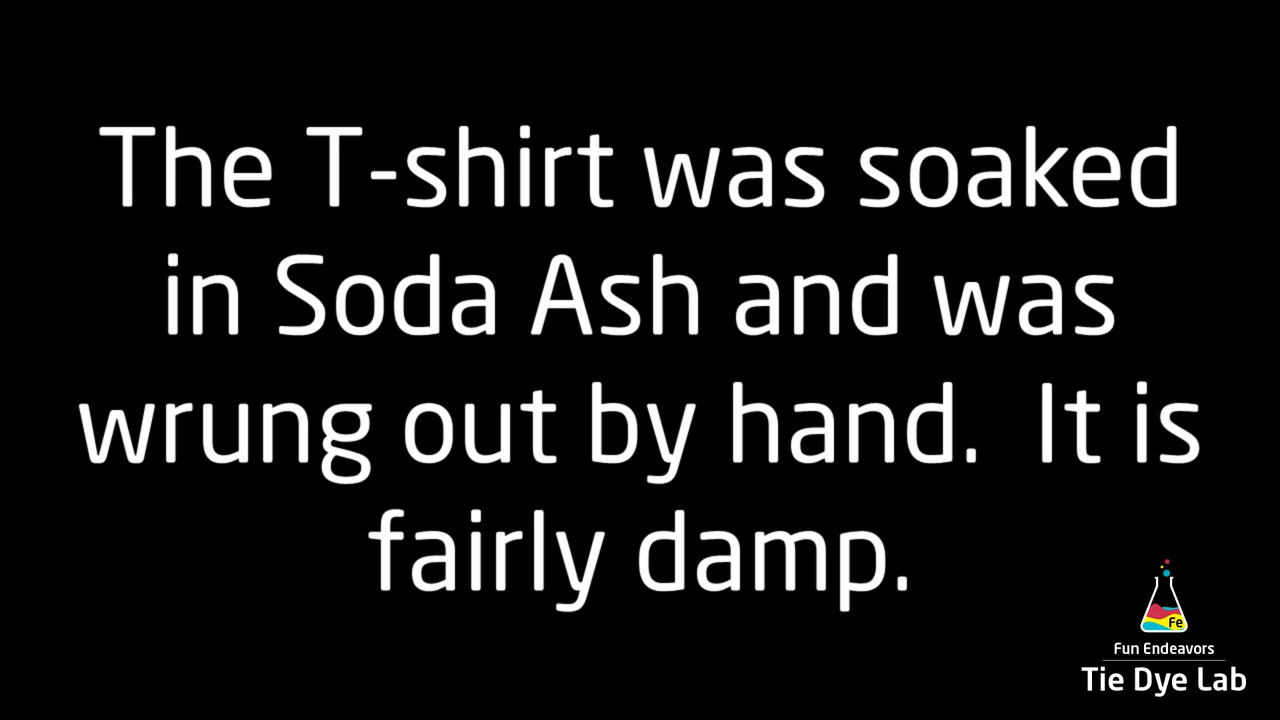 The T-shirt was soaked
in Soda Ash and was
wrung out by hand.  It is
fairly damp.
Fe
Fun Endeavors
Tie Dye Lab